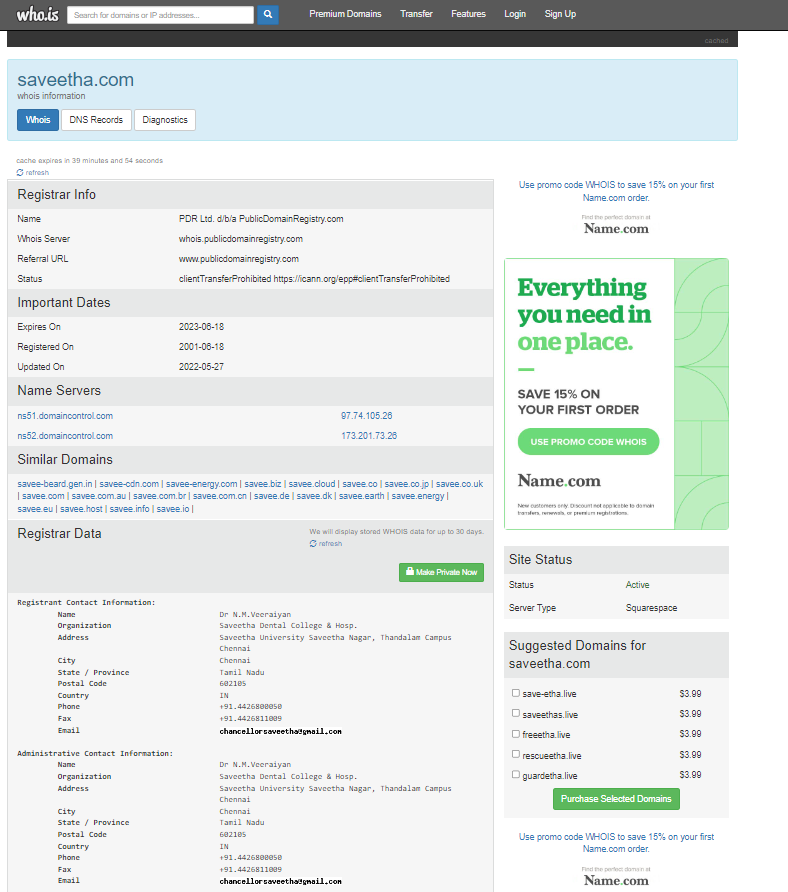 who.is Search for domains or IP addresses... Premium Domains Transfer Features Login Sign Up
cached
saveetha.com
whois information
Whois DNS Records Diagnostics
cache expires in 39 minutes and 54 seconds
refresh
Registrar Info
Name PDR Ltd. d/b/a PublicDomainRegistry.com
Whois Server whois.publicdomainregistry.com
Referral URL www.publicdomainregistry.com
Status clientTransferProhibited https://icann.org/epp#clientTransferProhibited
Important Dates
Expires On 2023-06-18
Registered On 2001-06-18
Updated On 2022-05-27
Name Servers
ns51.domaincontrol.com 97.74.105.26
ns52.domaincontrol.com 173.201.73.26
Similar Domains
savee-beard.gen.in | savee-cdn.com | savee-energy.com | savee.biz | savee.cloud | savee.co | savee.co.jp | savee.co.uk
| savee.com | savee.com.au | savee.com.br | savee.com.cn | savee.de | savee.dk | savee.earth | savee.energy |
savee.eu | savee.host | savee.info | savee.io |
Registrar Data
We will display stored WHOIS data for up to 30 days.
refresh
Make Private Now
Registrant Contact Information:
Name Dr N.M.Veeraiyan
Organization Saveetha Dental College & Hosp.
Address Saveetha University Saveetha Nagar, Thandalam Campus
Chennai
City Chennai
State / Province Tamil Nadu
Postal Code 602105
Country IN
Phone +91.4426800050
Fax +91.4426811009
Email chancellorsaveetha@gmail.com
Administrative Contact Information:
Name Dr N.M.Veeraiyan
Organization Saveetha Dental College & Hosp.
Address Saveetha University Saveetha Nagar, Thandalam Campus
Chennai
City Chennai
State / Province Tamil Nadu
Postal Code 602105
Country IN
Phone +91.4426800050
Fax +91.4426811009
Email chancellorsaveetha@gmail.com
Use promo code WHOIS to save 15% on your first
Name.com order.
Find the perfect domain at
Name.com
Everything
you need in
one place.
SAVE 15% ON
YOUR FIRST ORDER
USE PROMO CODE WHOIS
Name.com
New customers only. Discount not applicable to domain
transfers, renewals, or premium registrations.
Site Status
Status Active
Server Type Squarespace
Suggested Domains for
saveetha.com
save-etha.live $3.99
saveethas.live $3.99
freeetha.live $3.99
rescueetha.live $3.99
guardetha.live $3.99
Purchase Selected Domains
Use promo code WHOIS to save 15% on your first
Name.com order.
Find the perfect domain at
Name.com